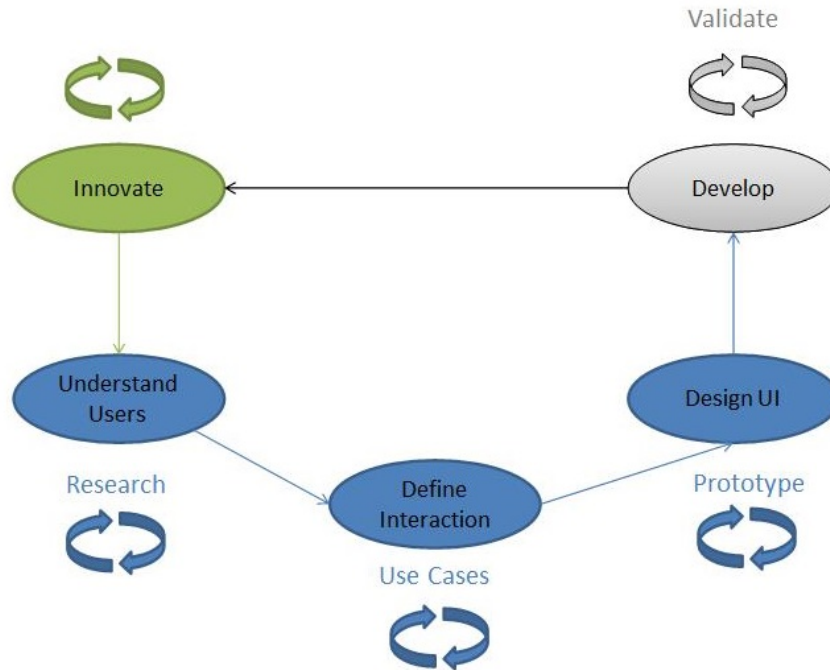 Validate
Innovate
Develop
Understand
Users
Design UI
Research
Define
Interaction
Prototype
Use Cases